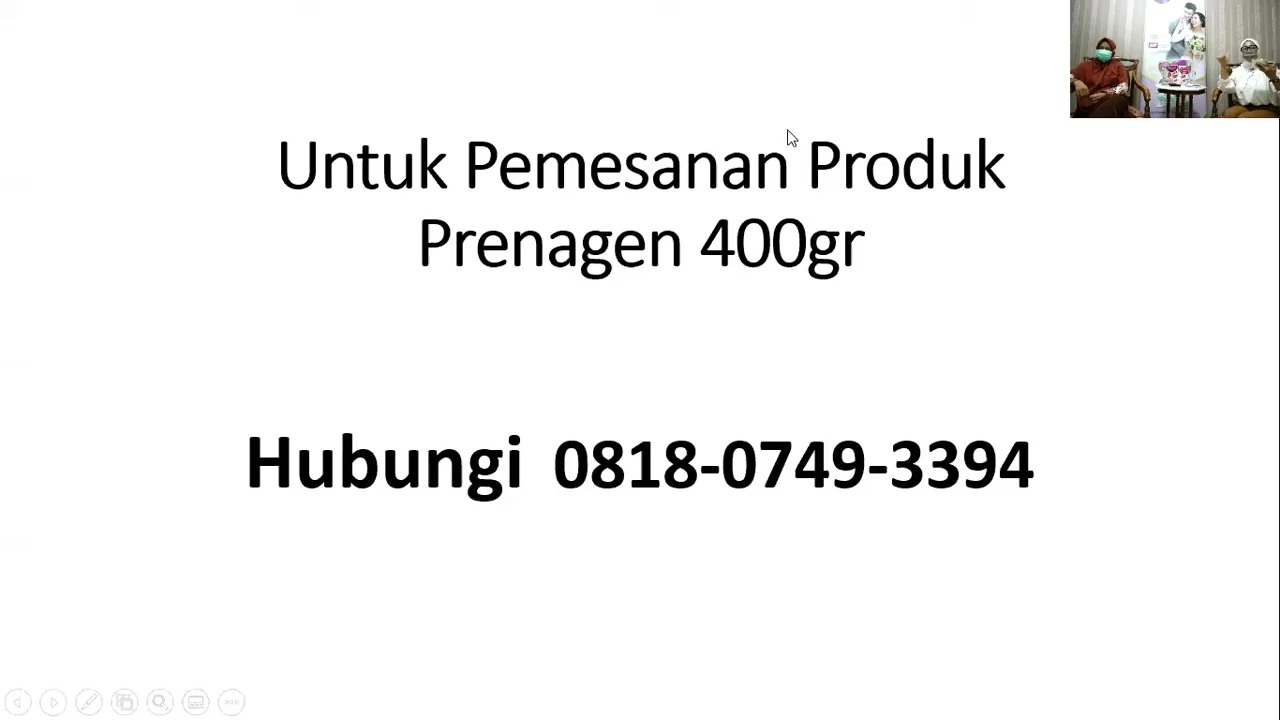 Untuk Pemesanan Produk
Prenagen 400gr
Hubungi 0818-0749-3394